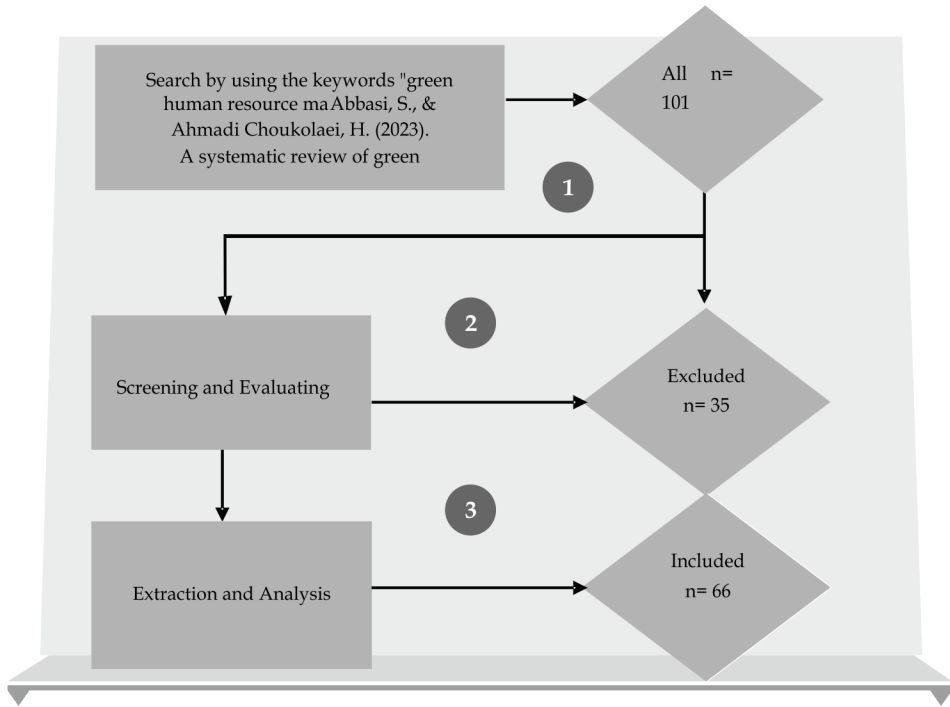 Search by using the keywords "green
human resource maAbbasi, S., &
Ahmadi Choukolaei, H. (2023).
A systematic review of green
All n=
101
1
2
Screening and Evaluating
Excluded
n= 35
3
Extraction and Analysis
Included
n= 66